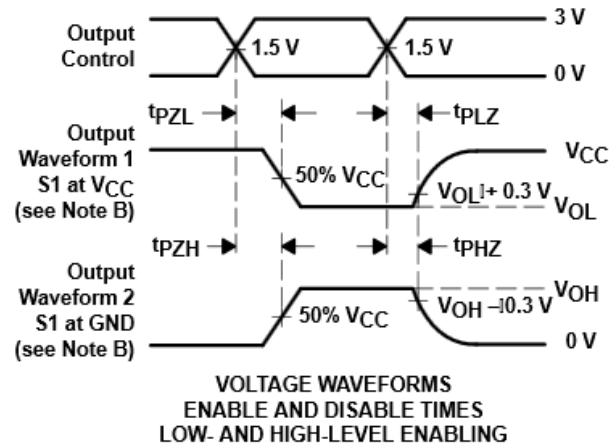 Output
Control
3 V
1.5 V
1.5 V
0 V
tPZL
tPLZ
Output
Waveform 1
S1 at VCC
(see Note B)
VCC
50% VCC
VOL + 0.3 V
VOL
tPZH
tPHZ
Output
Waveform 2
S1 at GND
(see Note B)
VOH
VOH – 0.3 V
50% VCC
0 V
VOLTAGE WAVEFORMS
ENABLE AND DISABLE TIMES
LOW- AND HIGH-LEVEL ENABLING